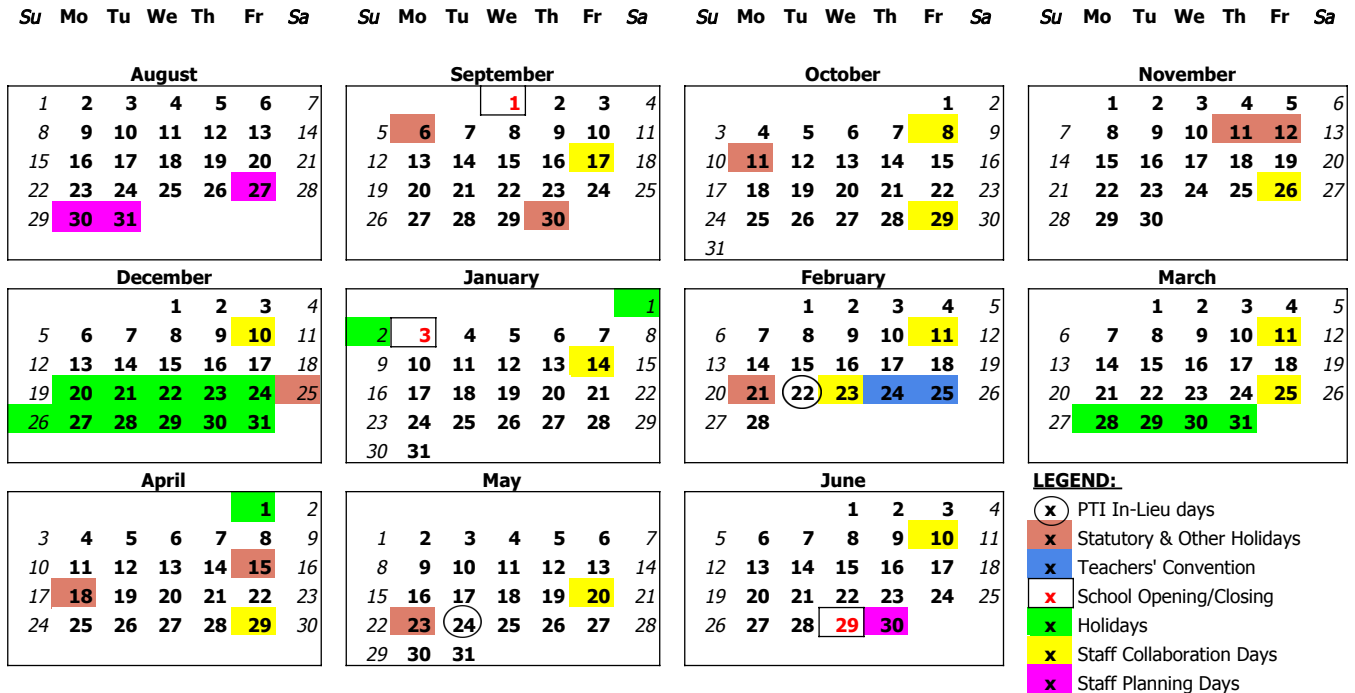 Su Mo Tu We Th Fr Sa Su Mo Tu We Th Fr Sa Su Mo Tu We Th Fr Sa Su Mo Tu We Th Fr Sa
August September October November
1 2 3 4 5 6 7 1 2 3 4 1 2 1 2 3 4 5 6
8 9 10 11 12 13 14 5 6 7 8 9 10 11 3 4 5 6 7 8 9 7 8 9 10 11 12 13
15 16 17 18 19 20 21 12 13 14 15 16 17 18 10 11 12 13 14 15 16 14 15 16 17 18 19 20
22 23 24 25 26 27 28 19 20 21 22 23 24 25 17 18 19 20 21 22 23 21 22 23 24 25 26 27
29 30 31 26 27 28 29 30 24 25 26 27 28 29 30 28 29 30
31
December January February March
1 2 3 4 1 1 2 3 4 5 1 2 3 4 5
5 6 7 8 9 10 11 2 3 4 5 6 7 8 6 7 8 9 10 11 12 6 7 8 9 10 11 12
12 13 14 15 16 17 18 9 10 11 12 13 14 15 13 14 15 16 17 18 19 13 14 15 16 17 18 19
19 20 21 22 23 24 25 16 17 18 19 20 21 22 20 21 22 23 24 25 26 20 21 22 23 24 25 26
26 27 28 29 30 31 23 24 25 26 27 28 29 27 28 27 28 29 30 31
30 31
April May June LEGEND:
1 2 1 2 3 4 x PTI In-Lieu days
3 4 5 6 7 8 9 1 2 3 4 5 6 7 5 6 7 8 9 10 11 x Statutory & Other Holidays
10 11 12 13 14 15 16 8 9 10 11 12 13 14 12 13 14 15 16 17 18 x Teachers' Convention
17 18 19 20 21 22 23 15 16 17 18 19 20 21 19 20 21 22 23 24 25 x School Opening/Closing
24 25 26 27 28 29 30 22 23 24 25 26 27 28 26 27 28 29 30 x Holidays
29 30 31 x Staff Collaboration Days
x Staff Planning Days